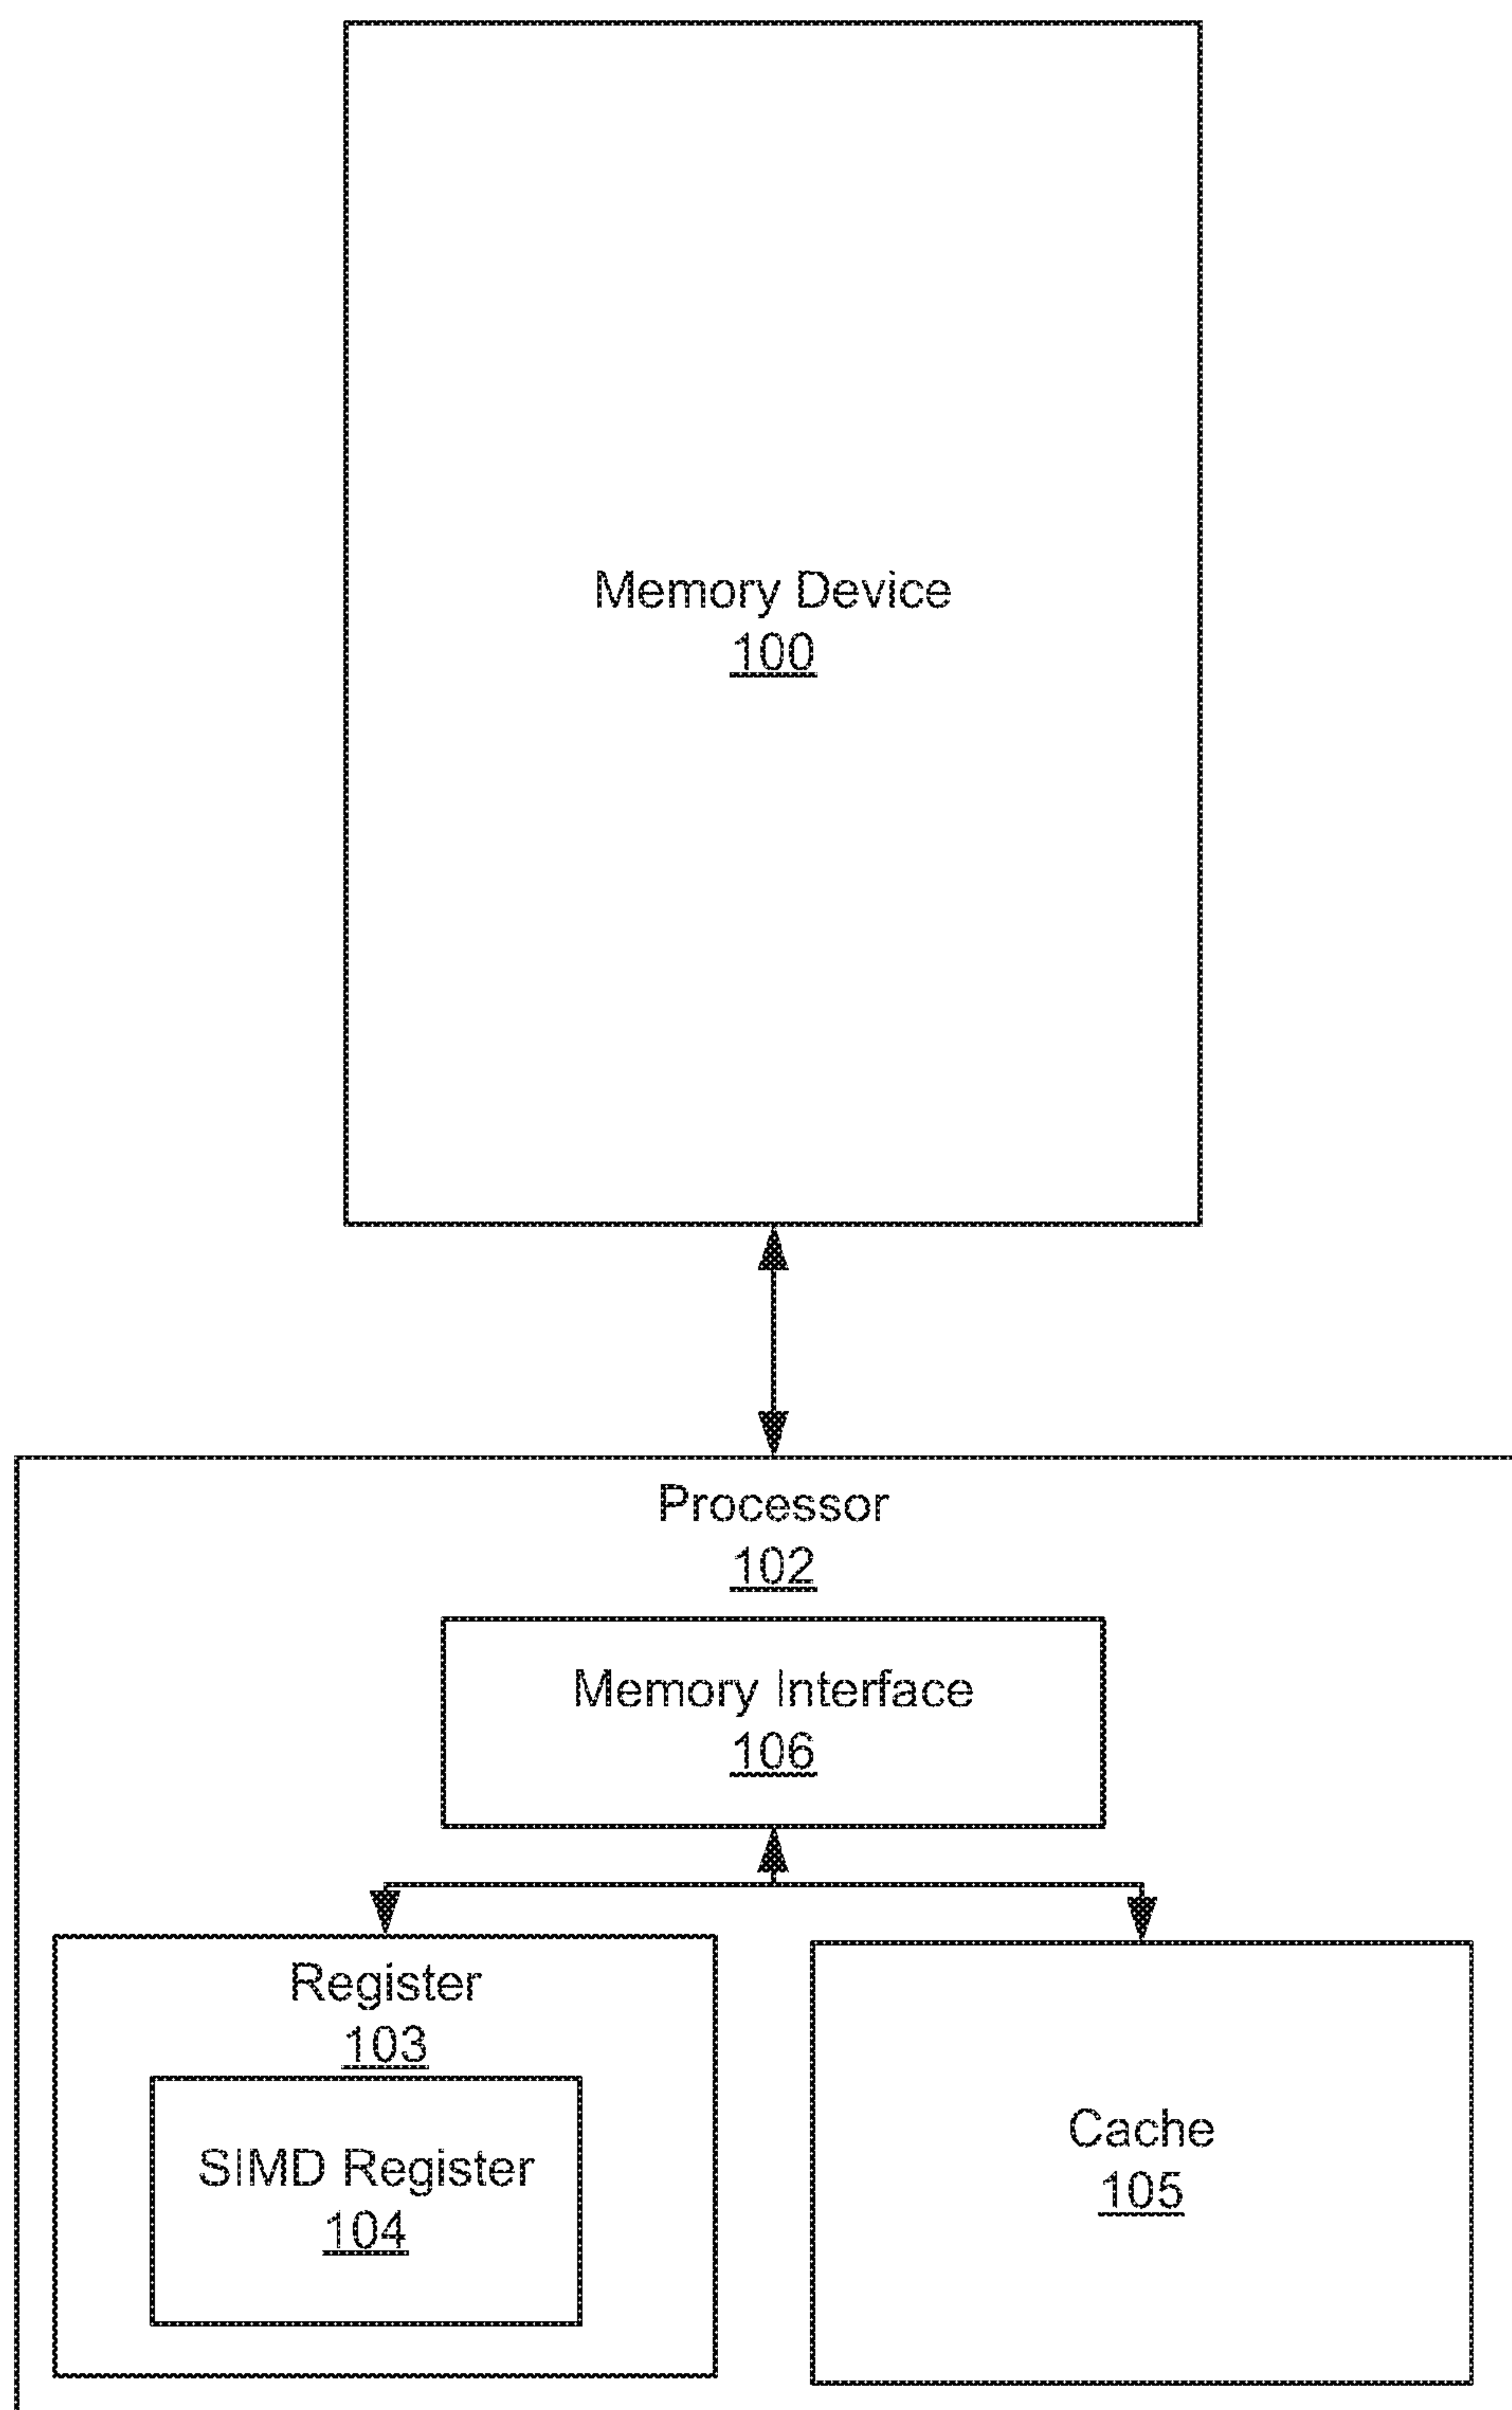 Memory Device
100
Processor
102
Memory Interface
106
Register
103
SIMD Register
104
Cache
105